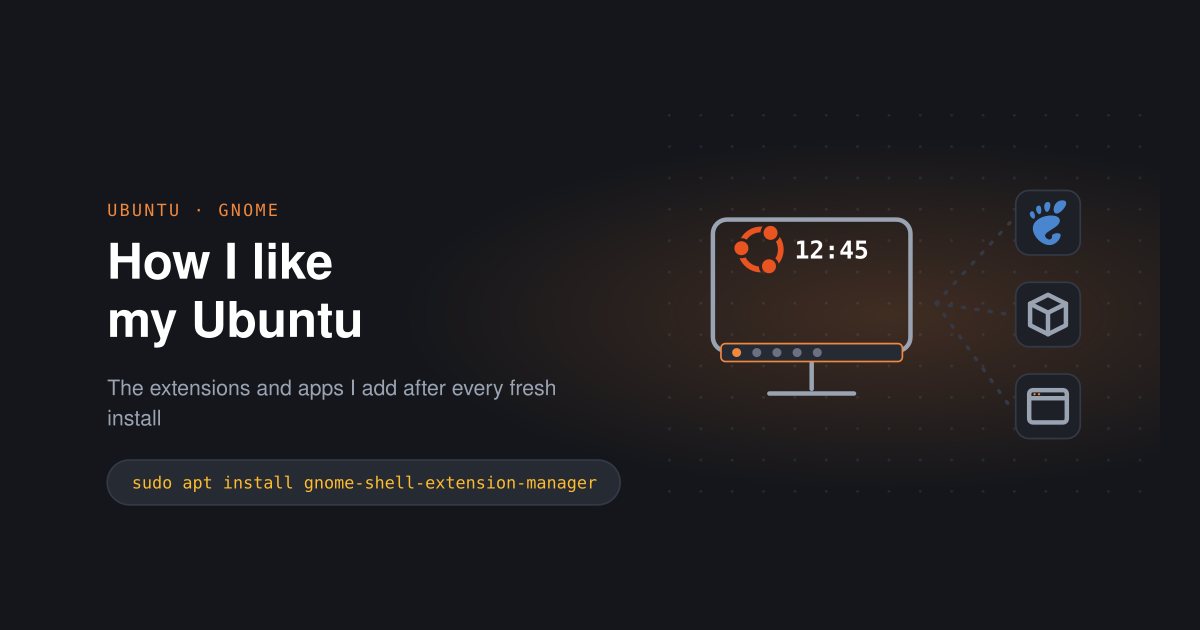 UBUNTU · GNOME
How I like
my Ubuntu
The extensions and apps I add after every fresh
install
sudo apt install gnome-shell-extension-manager
12:45